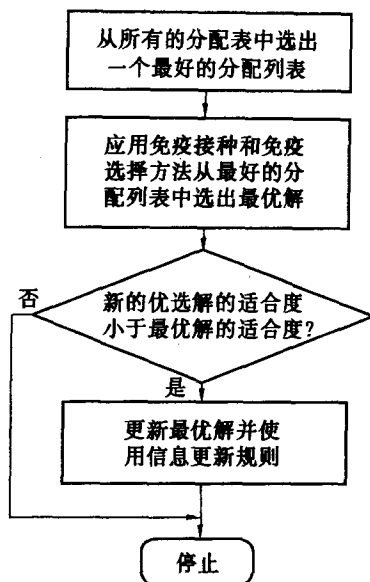 从所有的分配表中选出
一个最好的分配列表
应用免疫接种和免疫
选择方法从最好的分
配列表中选出最优解
否
新的优选解的适合度
小于最优解的适合度?
是
更新最优解并使
用信息更新规则
停止